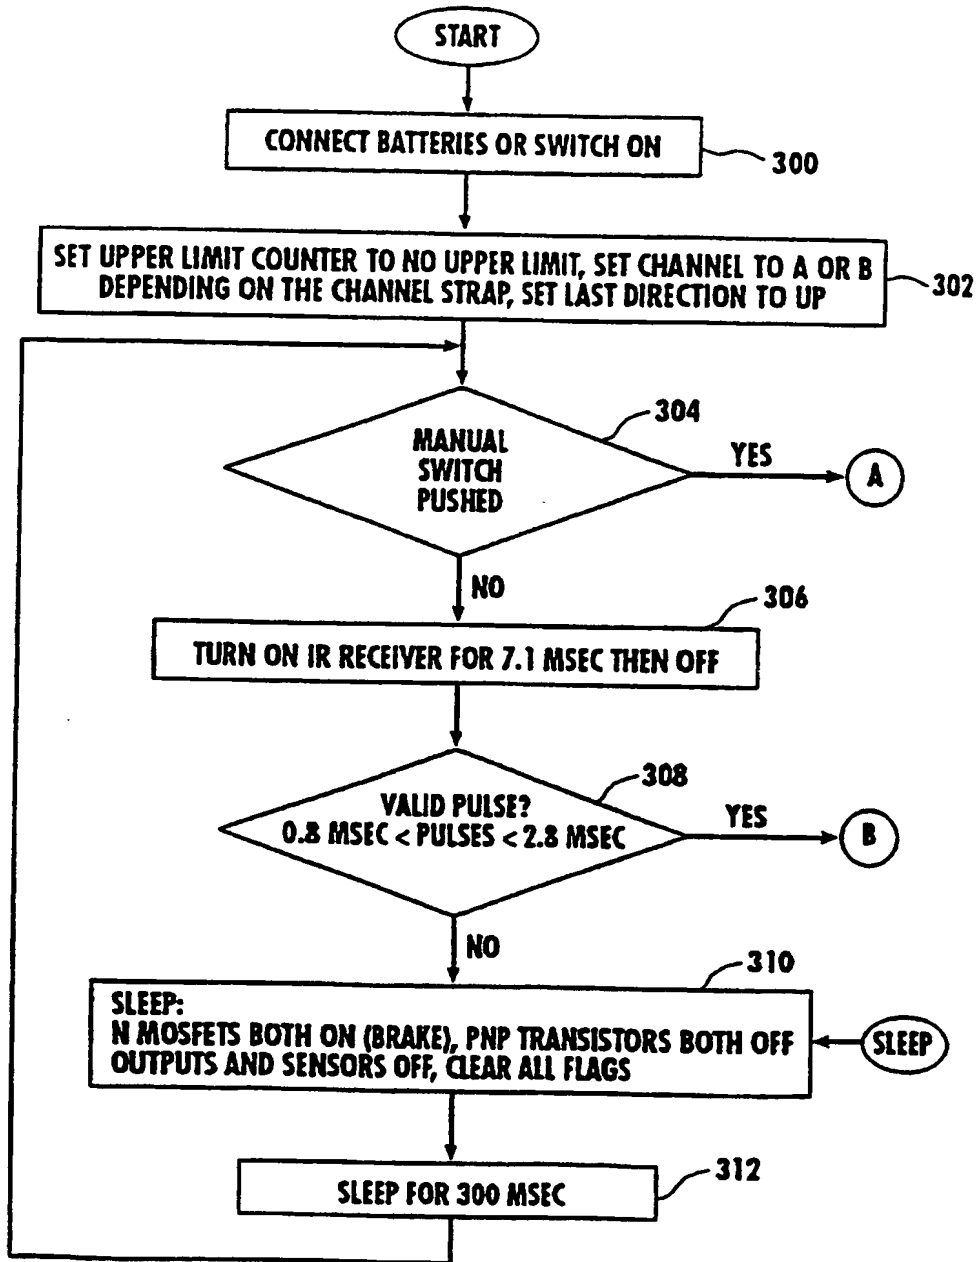 START
CONNECT BATTERIES OR SWITCH ON
300
SET UPPER LIMIT COUNTER TO NO UPPER LIMIT, SET CHANNEL TO A OR B
DEPENDING ON THE CHANNEL STRAP, SET LAST DIRECTION TO UP
302
304
MANUAL
SWITCH
PUSHED
YES
A
NO
306
TURN ON IR RECEIVER FOR 7.1 MSEC THEN OFF
308
VALID PULSE?
0.8 MSEC < PULSES < 2.8 MSEC
YES
B
NO
310
SLEEP:
N MOSFETS BOTH ON (BRAKE), PNP TRANSISTORS BOTH OFF
OUTPUTS AND SENSORS OFF, CLEAR ALL FLAGS
SLEEP
312
SLEEP FOR 300 MSEC